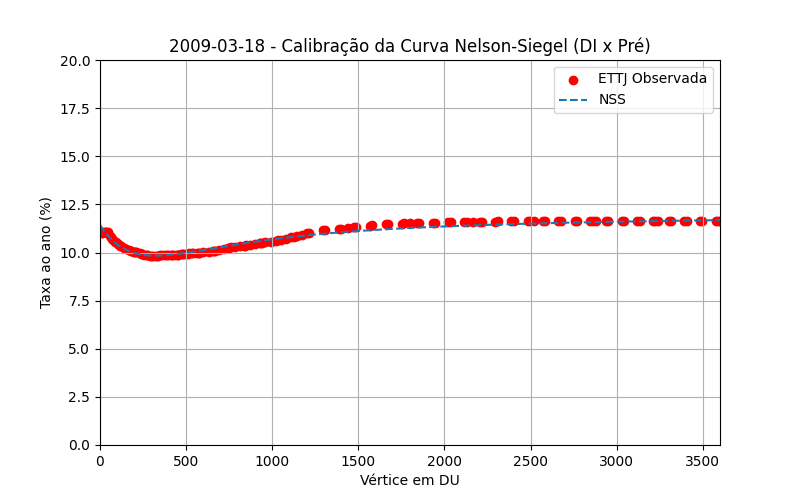 2009-03-18 - Calibração da Curva Nelson-Siegel (DI x Pré)
20.0
17.5
15.0
12.5
10.0
7.5
5.0
2.5
0.0
Taxa ao ano (%)
ETTJ Observada
NSS
0 500 1000 1500 2000 2500 3000 3500
Vértice em DU